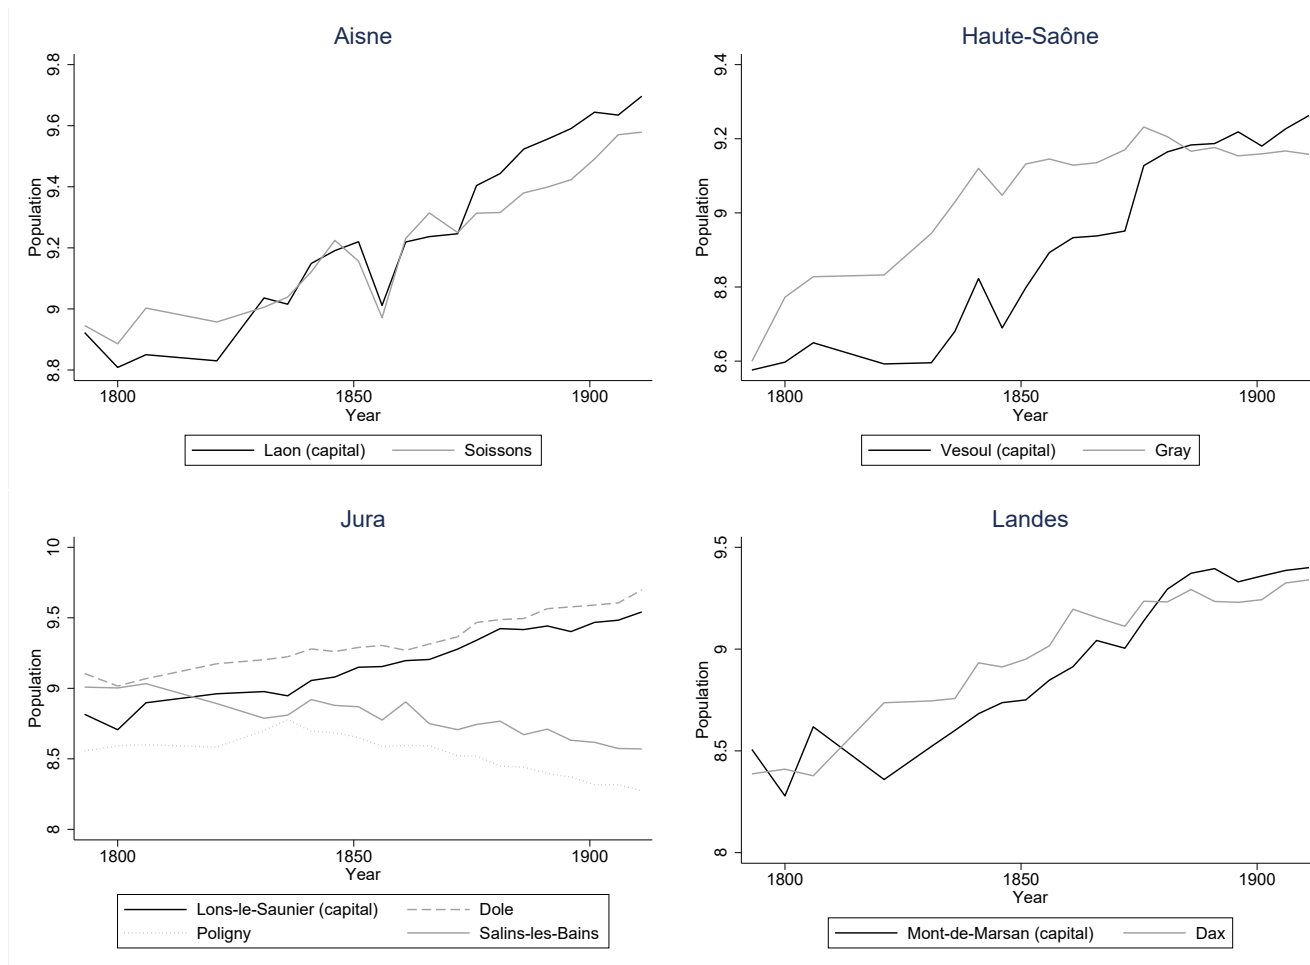 Aisne
Population
9.8
9.6
9.4
9.2
9
8.8
1800 1850 1900
Year
Laon (capital) Soissons
Haute-Saône
Population
9.4
9.2
9
8.8
8.6
1800 1850 1900
Year
Vesoul (capital) Gray
Jura
Population
10
9.5
9
8.5
8
1800 1850 1900
Year
Lons-le-Saunier (capital) Dole
Poligny Salins-les-Bains
Landes
Population
9.5
9
8.5
8
1800 1850 1900
Year
Mont-de-Marsan (capital) Dax